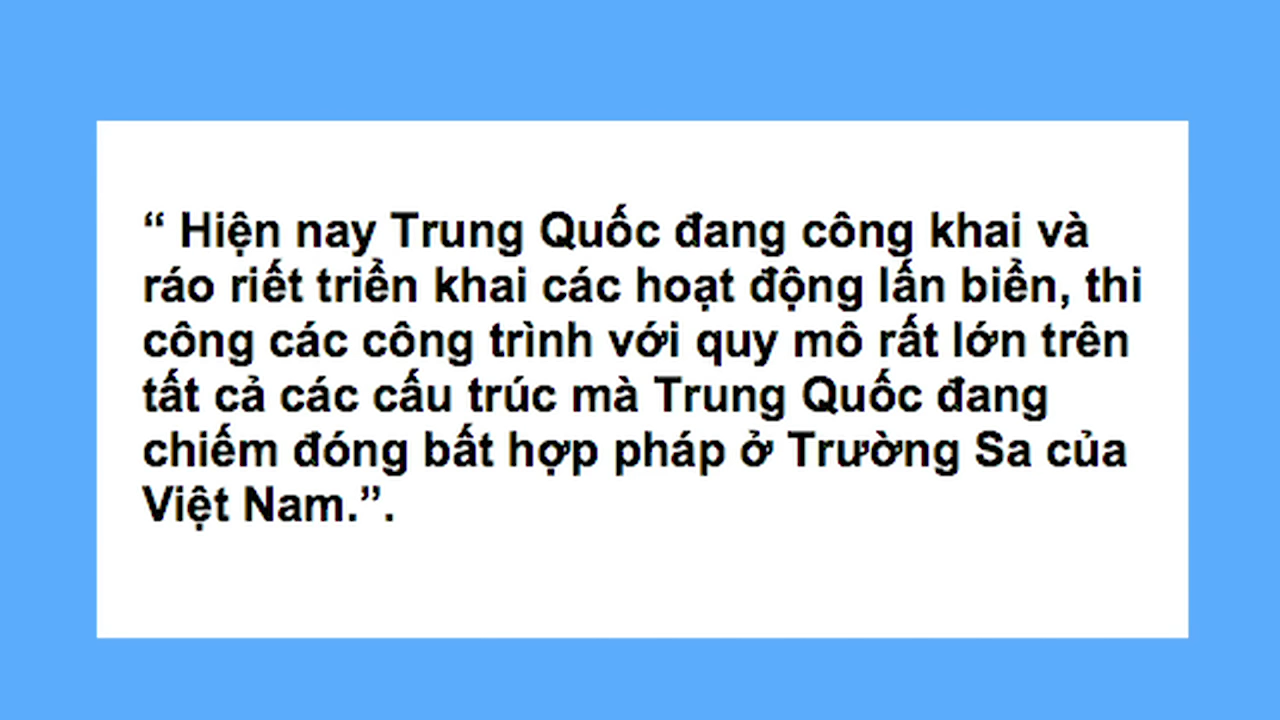 “ Hiện nay Trung Quốc đang công khai và
ráo riết triển khai các hoạt động lấn biển, thi
công các công trình với quy mô rất lớn trên
tất cả các cấu trúc mà Trung Quốc đang
chiếm đóng bất hợp pháp ở Trường Sa của
Việt Nam.”.